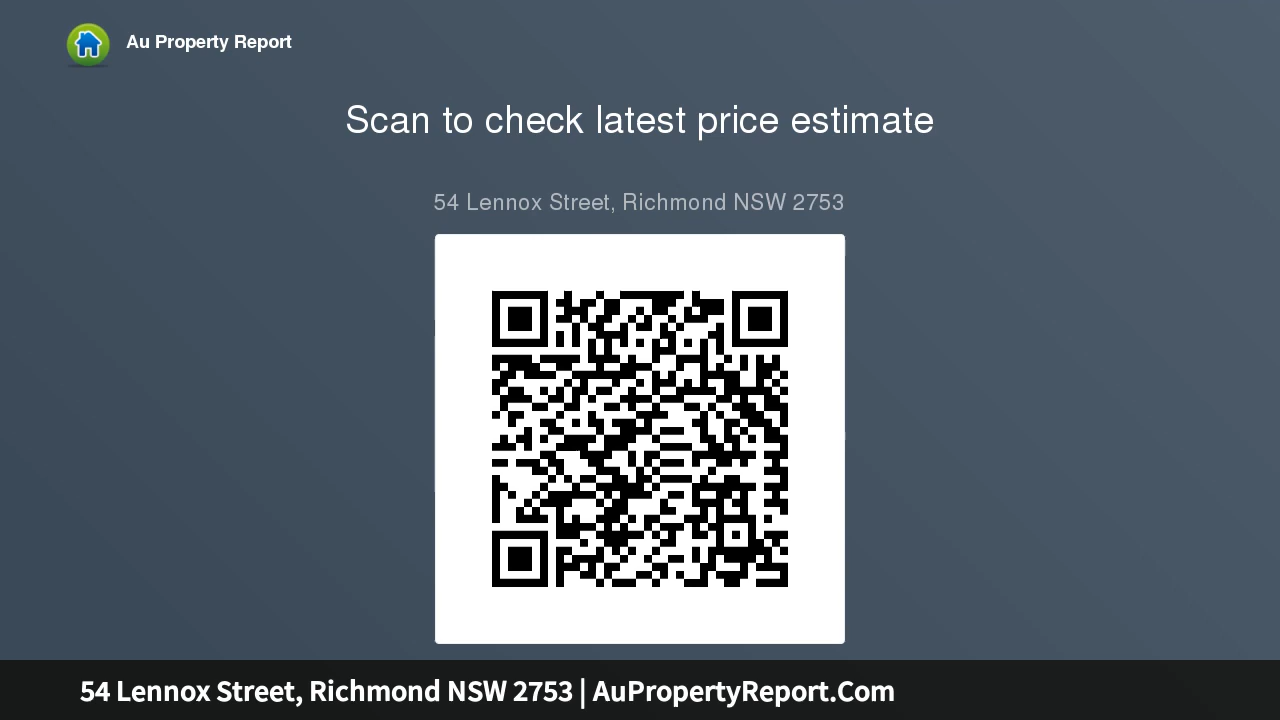 Au Property Report
Scan to check latest price estimate
54 Lennox Street, Richmond NSW 2753
54 Lennox Street, Richmond NSW 2753 | AuPropertyReport.Com